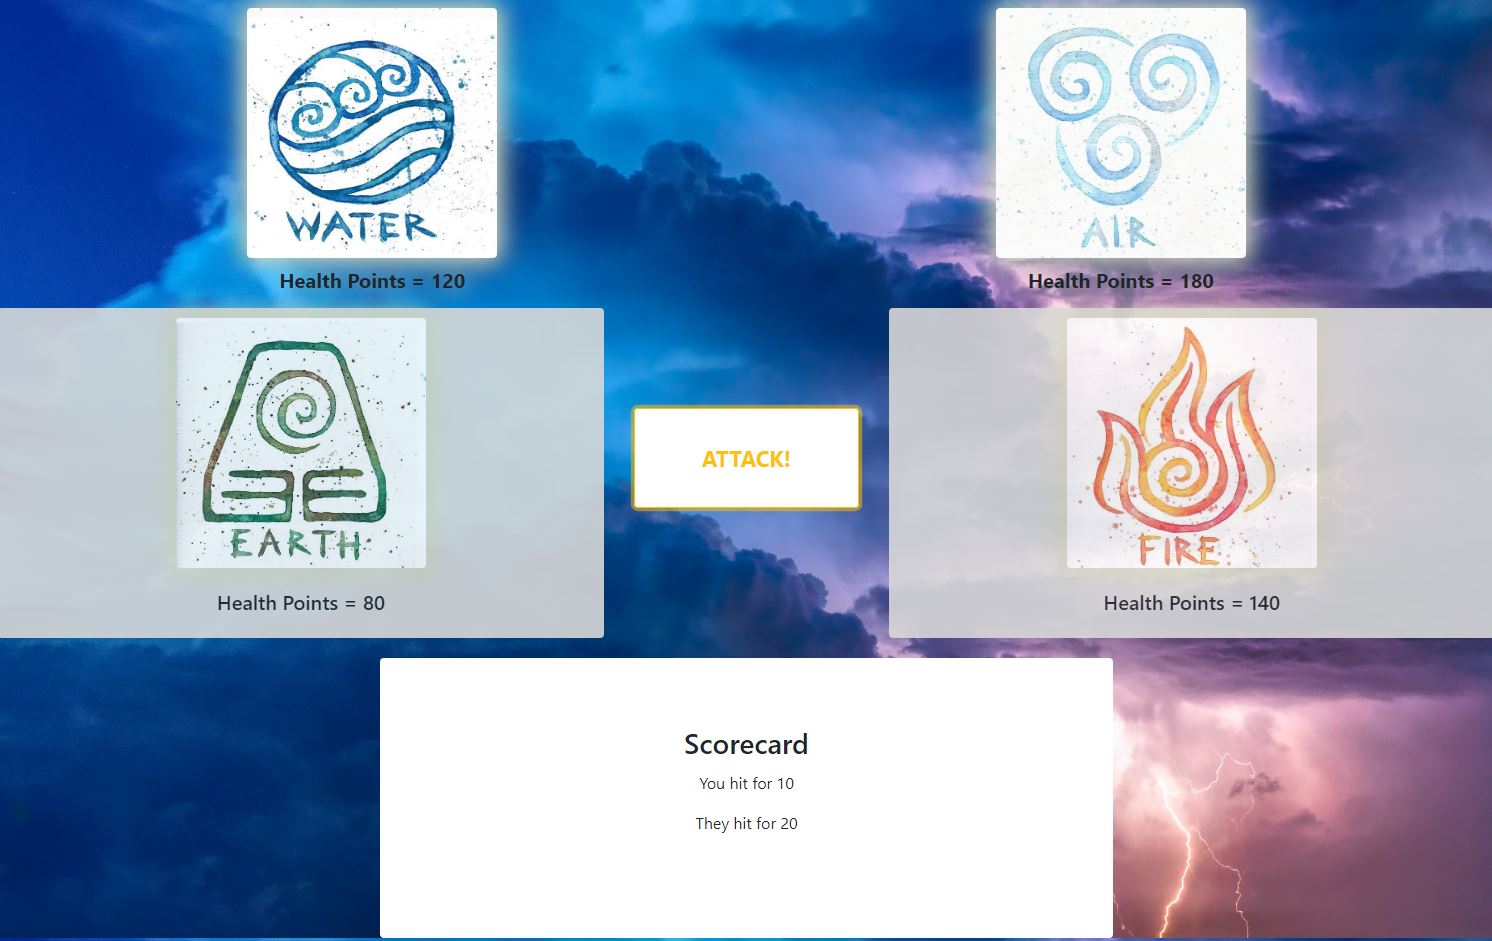 WATER
AIR
Health Points = 120
Health Points = 180
EARTH
FIRE
ATTACK!
Health Points = 80
Health Points = 140
Scorecard
You hit for 10
They hit for 20